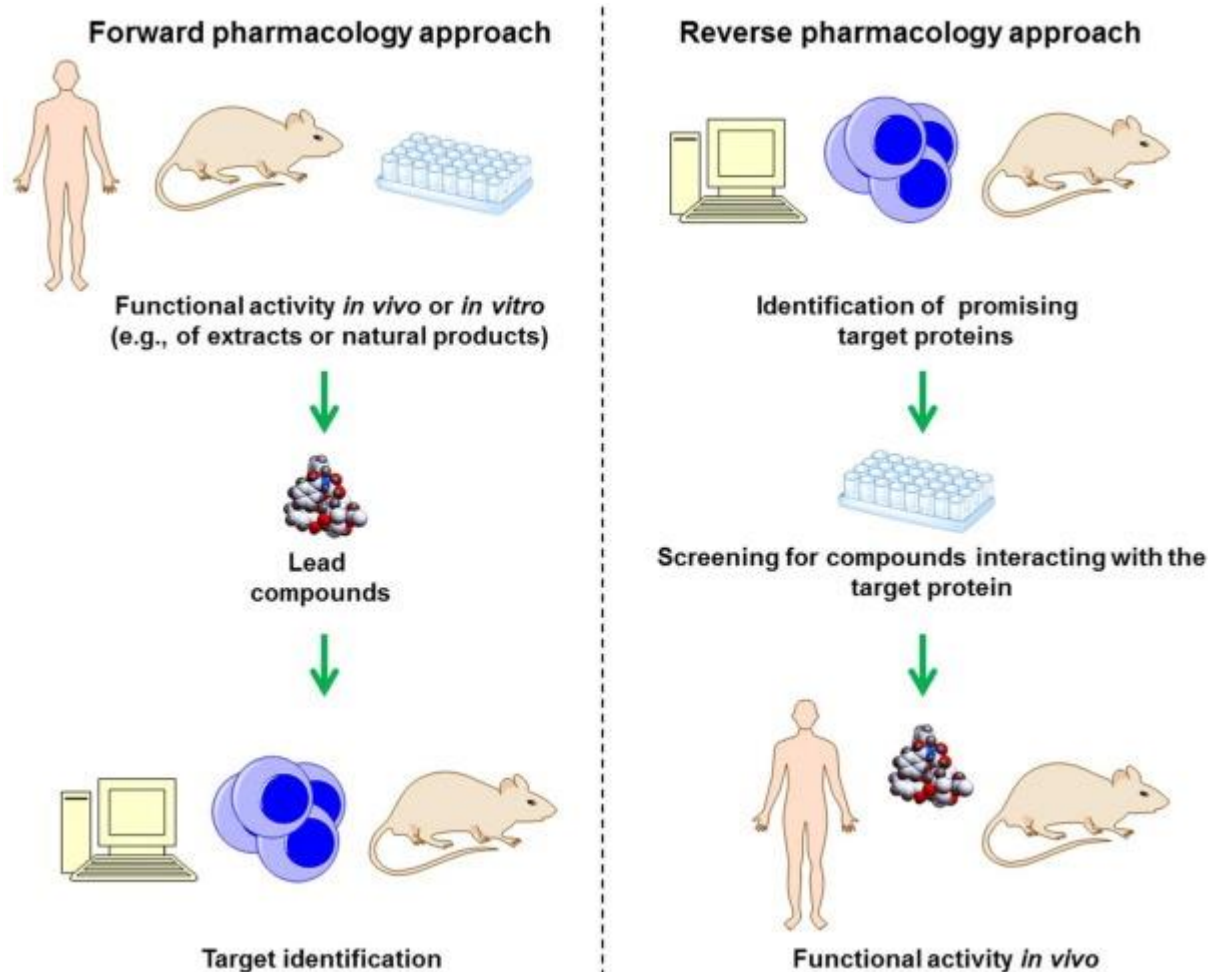 Forward pharmacology approach
Functional activity in vivo or in vitro
(e.g., of extracts or natural products)
Lead
compounds
Target identification
Reverse pharmacology approach
Identification of promising
target proteins
Screening for compounds interacting with the
target protein
Functional activity in vivo